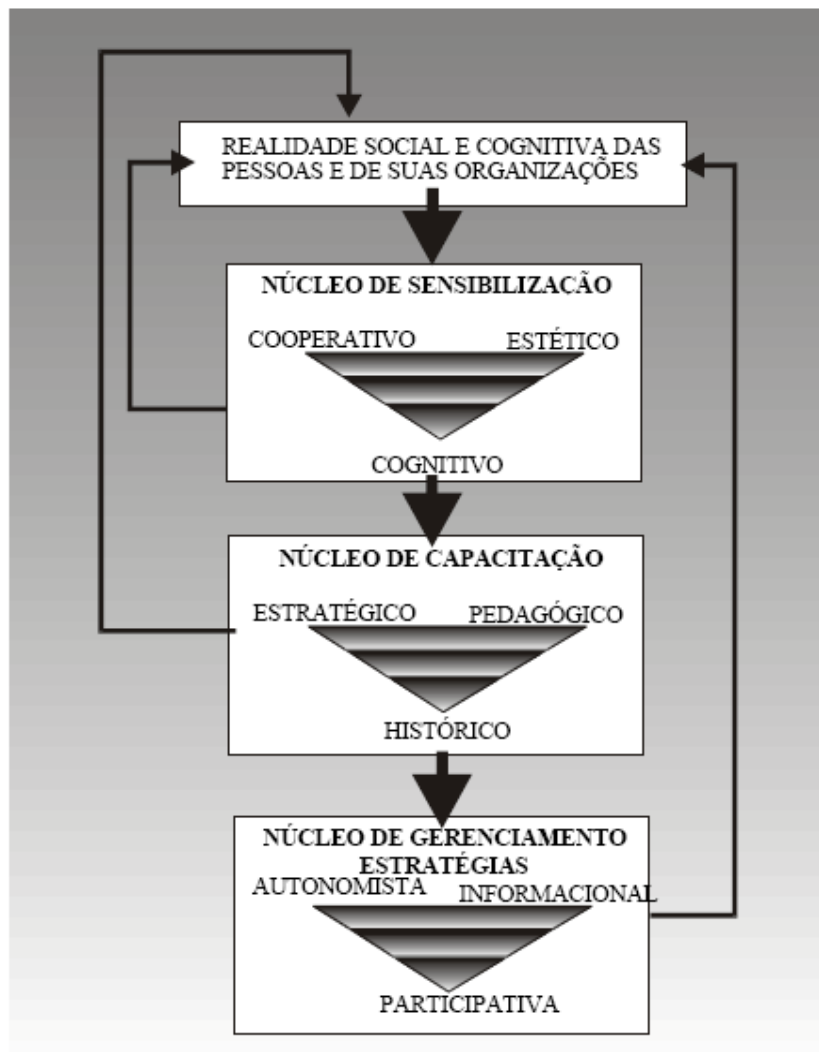 REALIDADE SOCIAL E COGNITIVA DAS
PESSOAS E DE SUAS ORGANIZAÇÕES
NÚCLEO DE SENSIBILIZAÇÃO
COOPERATIVO ESTÉTICO
COGNITIVO
NÚCLEO DE CAPACITAÇÃO
ESTRATÉGICO PEDAGÓGICO
HISTÓRICO
NÚCLEO DE GERENCIAMENTO
ESTRATÉGIAS
AUTONOMISTA INFORMACIONAL
PARTICIPATIVA